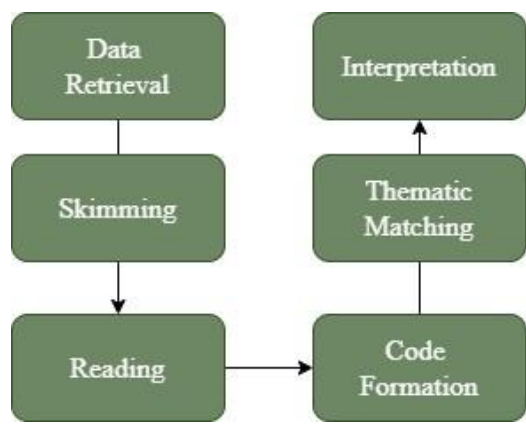 Data
Retrieval
Skimming
Reading
Code
Formation
Thematic
Matching
Interpretation